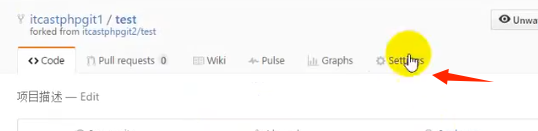 itcastphpgit1 / test
forked from itcastphpgit2/test
Unwa
Code
Pull requests 0
Wiki
Pulse
Graphs
Settings
项目描述 — Edit